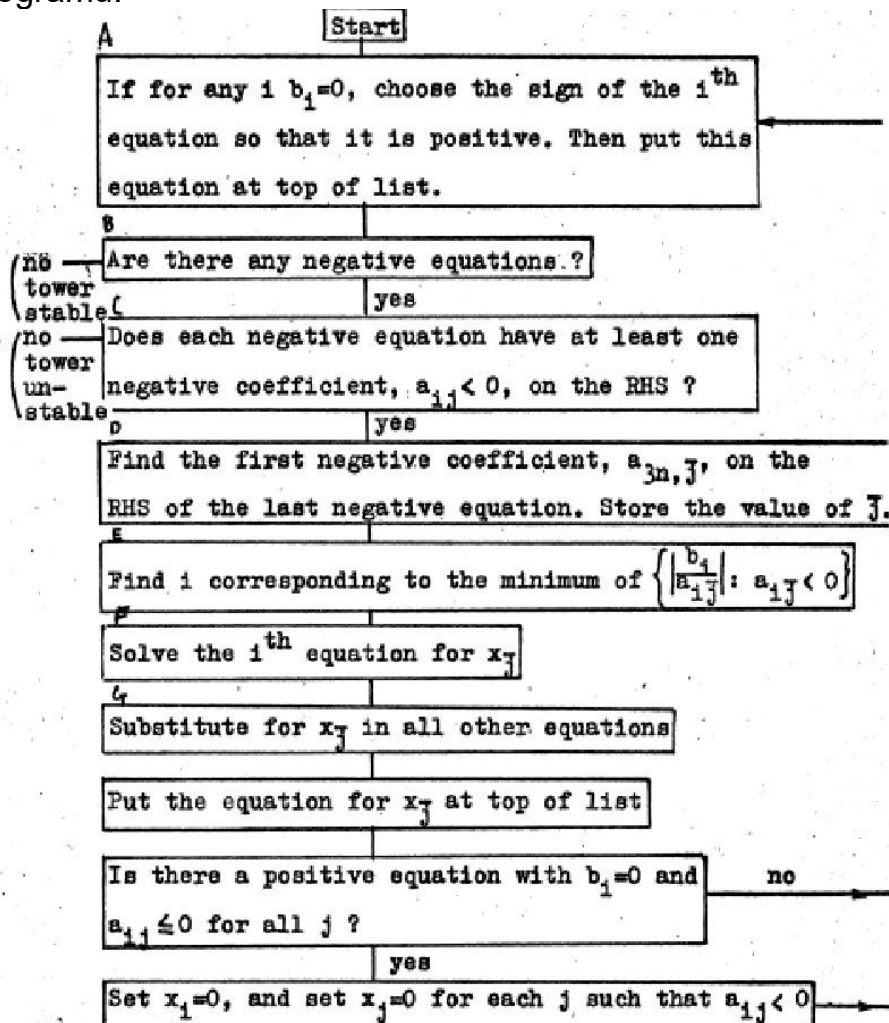 Start
A
If for any i b_i=0, choose the sign of the i^th
equation so that it is positive. Then put this
equation at top of list.
B
Are there any negative equations ?
(no
tower
stable
yes
C
Does each negative equation have at least one
negative coefficient, a_ij < 0, on the RHS ?
(no
tower
un-
stable
yes
D
Find the first negative coefficient, a_3n,j̄, on the
RHS of the last negative equation. Store the value of j̄.
E
Find i corresponding to the minimum of {|b_i/a_ij̄|: a_ij̄ < 0}
F
Solve the i^th equation for x_j̄
G
Substitute for x_j̄ in all other equations
Put the equation for x_j̄ at top of list
Is there a positive equation with b_i=0 and
a_ij ≤ 0 for all j ?
no
yes
Set x_i=0, and set x_j=0 for each j such that a_ij < 0